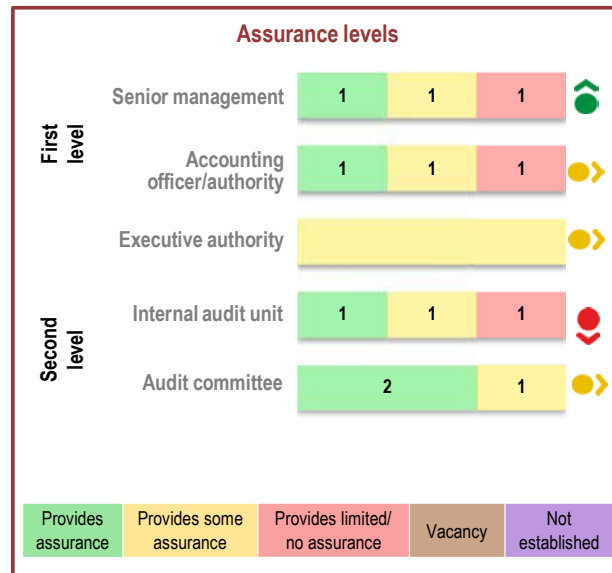 Assurance levels
First
level
Senior management
1 1 1
Accounting
officer/authority
1 1 1
Executive authority
Second
level
Internal audit unit
1 1 1
Audit committee
2 1
Provides
assurance
Provides some
assurance
Provides limited/
no assurance
Vacancy
Not
established